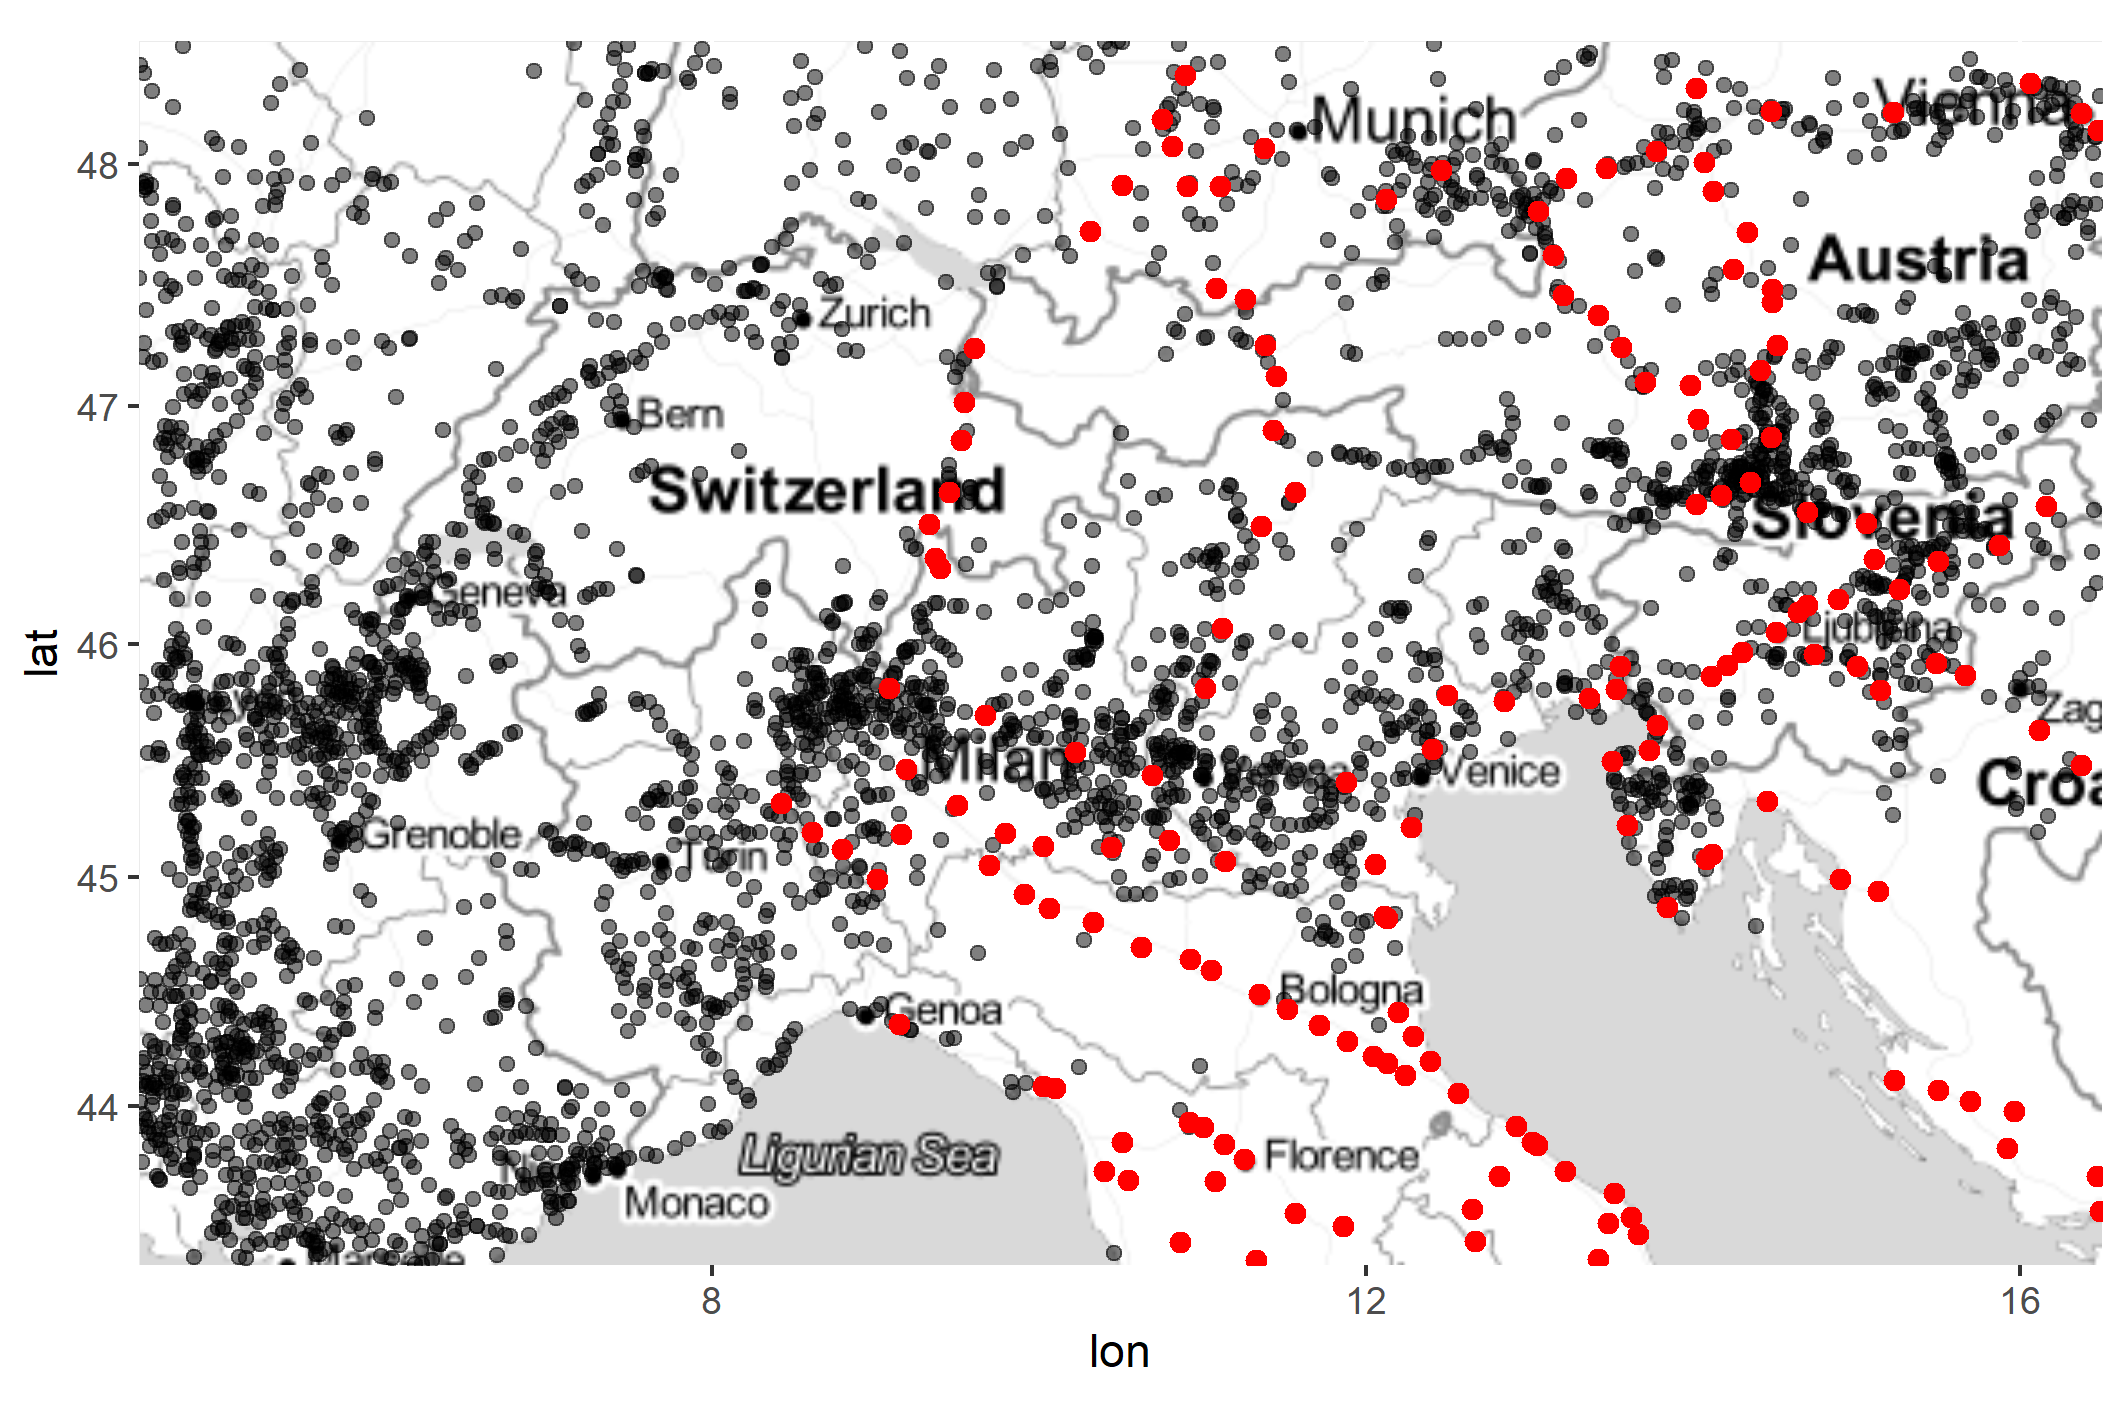 Munich
Vienna
48
Austria
Zurich
47
Bern
Switzerland
Slovenia
Geneva
46
Ljubljana
lat
Zag
Milan
Venice
Croa
Grenoble
Turin
45
Bologna
Genoa
44
Ligurian Sea
Florence
Monaco
8
12
16
lon